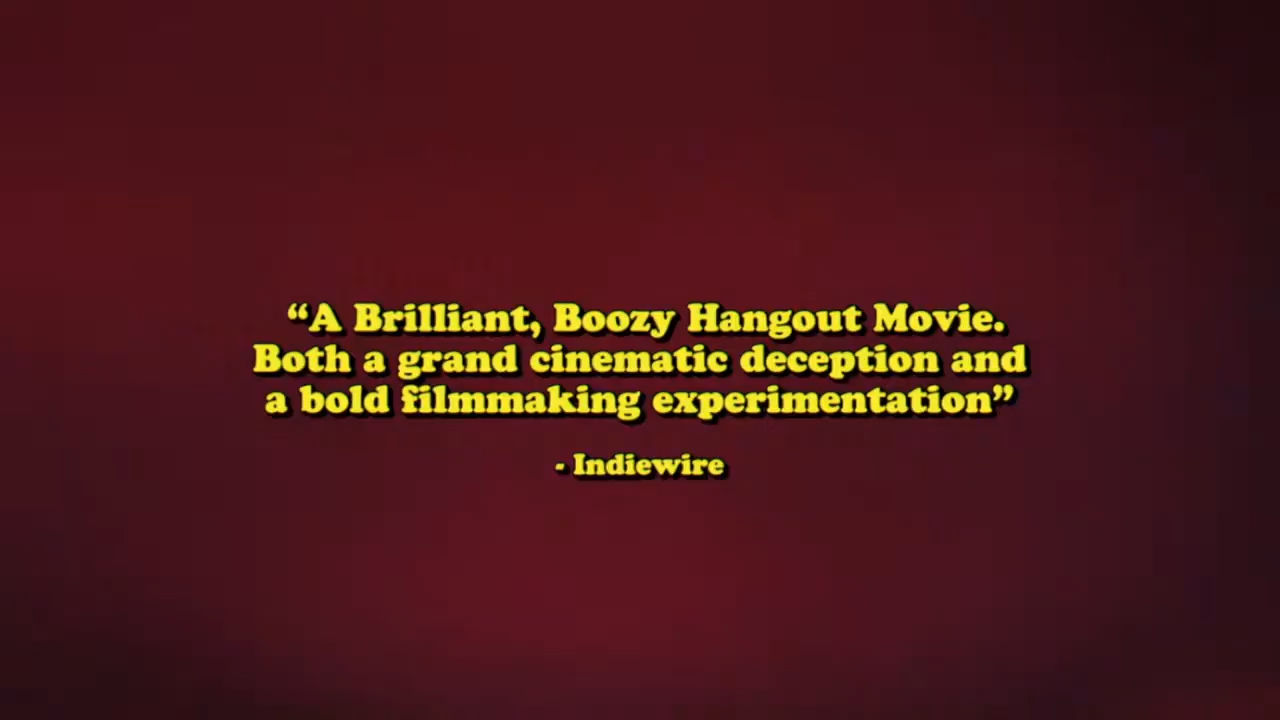 “A Brilliant, Boozy Hangout Movie.
Both a grand cinematic deception and
a bold filmmaking experimentation”
- Indiewire